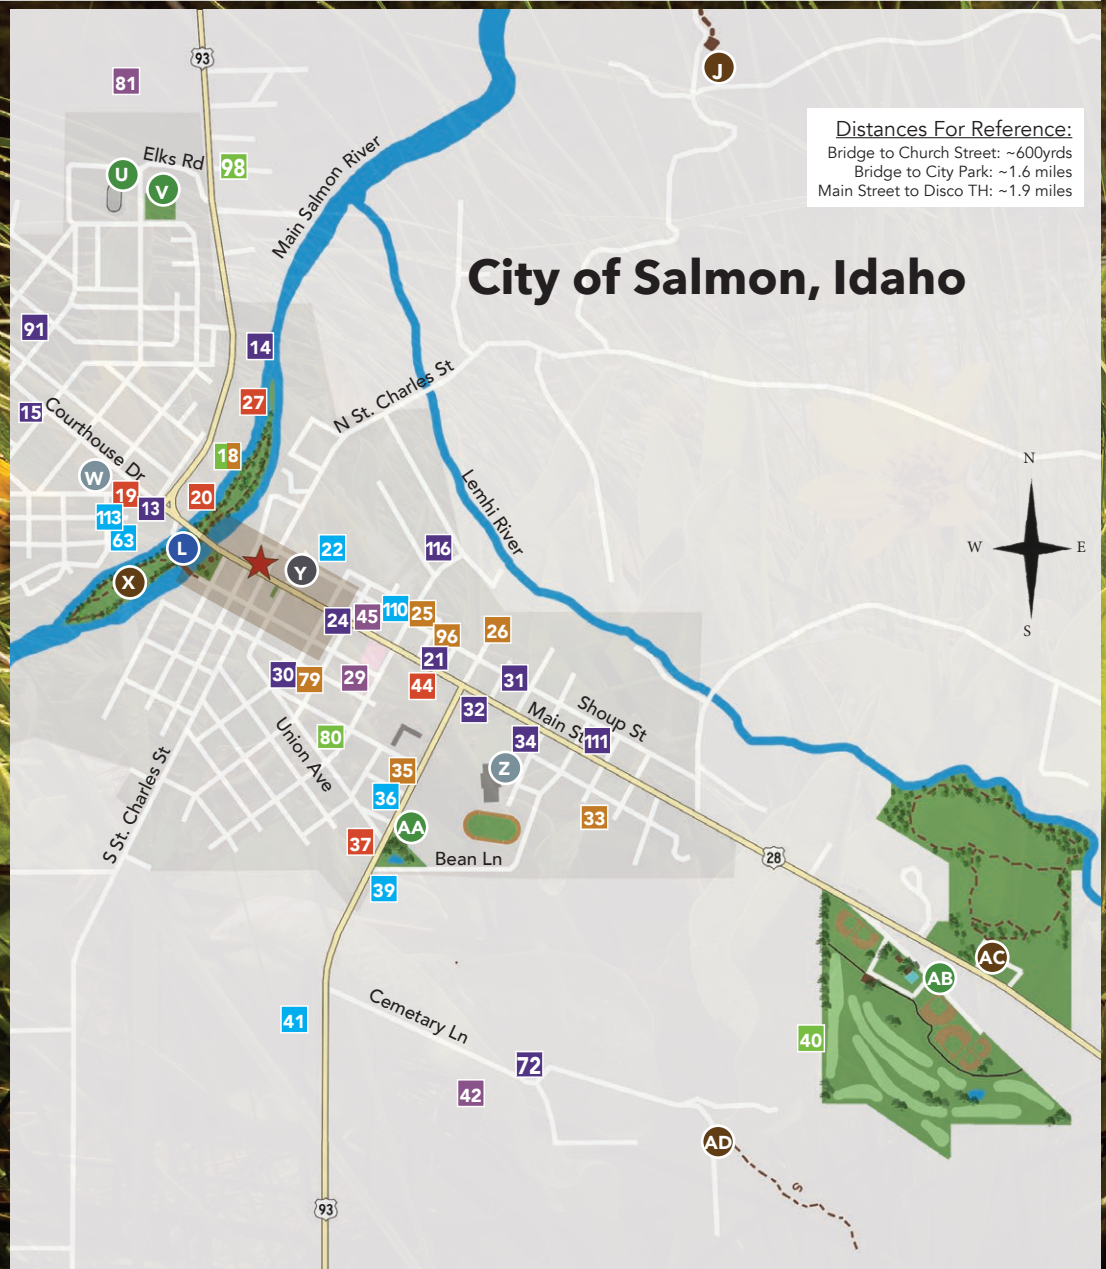 93
J
81
Distances For Reference:
Bridge to Church Street: ~600yrds
Bridge to City Park: ~1.6 miles
Main Street to Disco TH: ~1.9 miles
Elks Rd
98
U
V
Main Salmon River
City of Salmon, Idaho
91
14
N St. Charles St
27
15
Courthouse Dr
18
N
W
19
20
13
113
63
Lemhi River
L
22
116
W
E
X
Y
S
24
45
110
25
96
26
21
30
79
29
44
31
32
Shoup St
Main St
34
111
Union Ave
80
Z
35
36
S St. Charles St
33
AA
37
Bean Ln
28
39
AC
AB
Cemetary Ln
41
40
72
42
AD
93